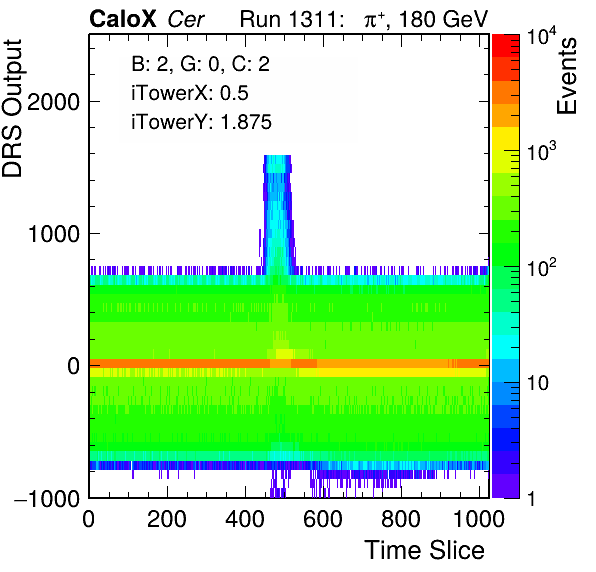 CaloX Cer Run 1311: π⁺, 180 GeV
B: 2, G: 0, C: 2
iTowerX: 0.5
iTowerY: 1.875
DRS Output
2000
1000
0
−1000
0 200 400 600 800 1000
Time Slice
Events
10⁴
10³
10²
10
1